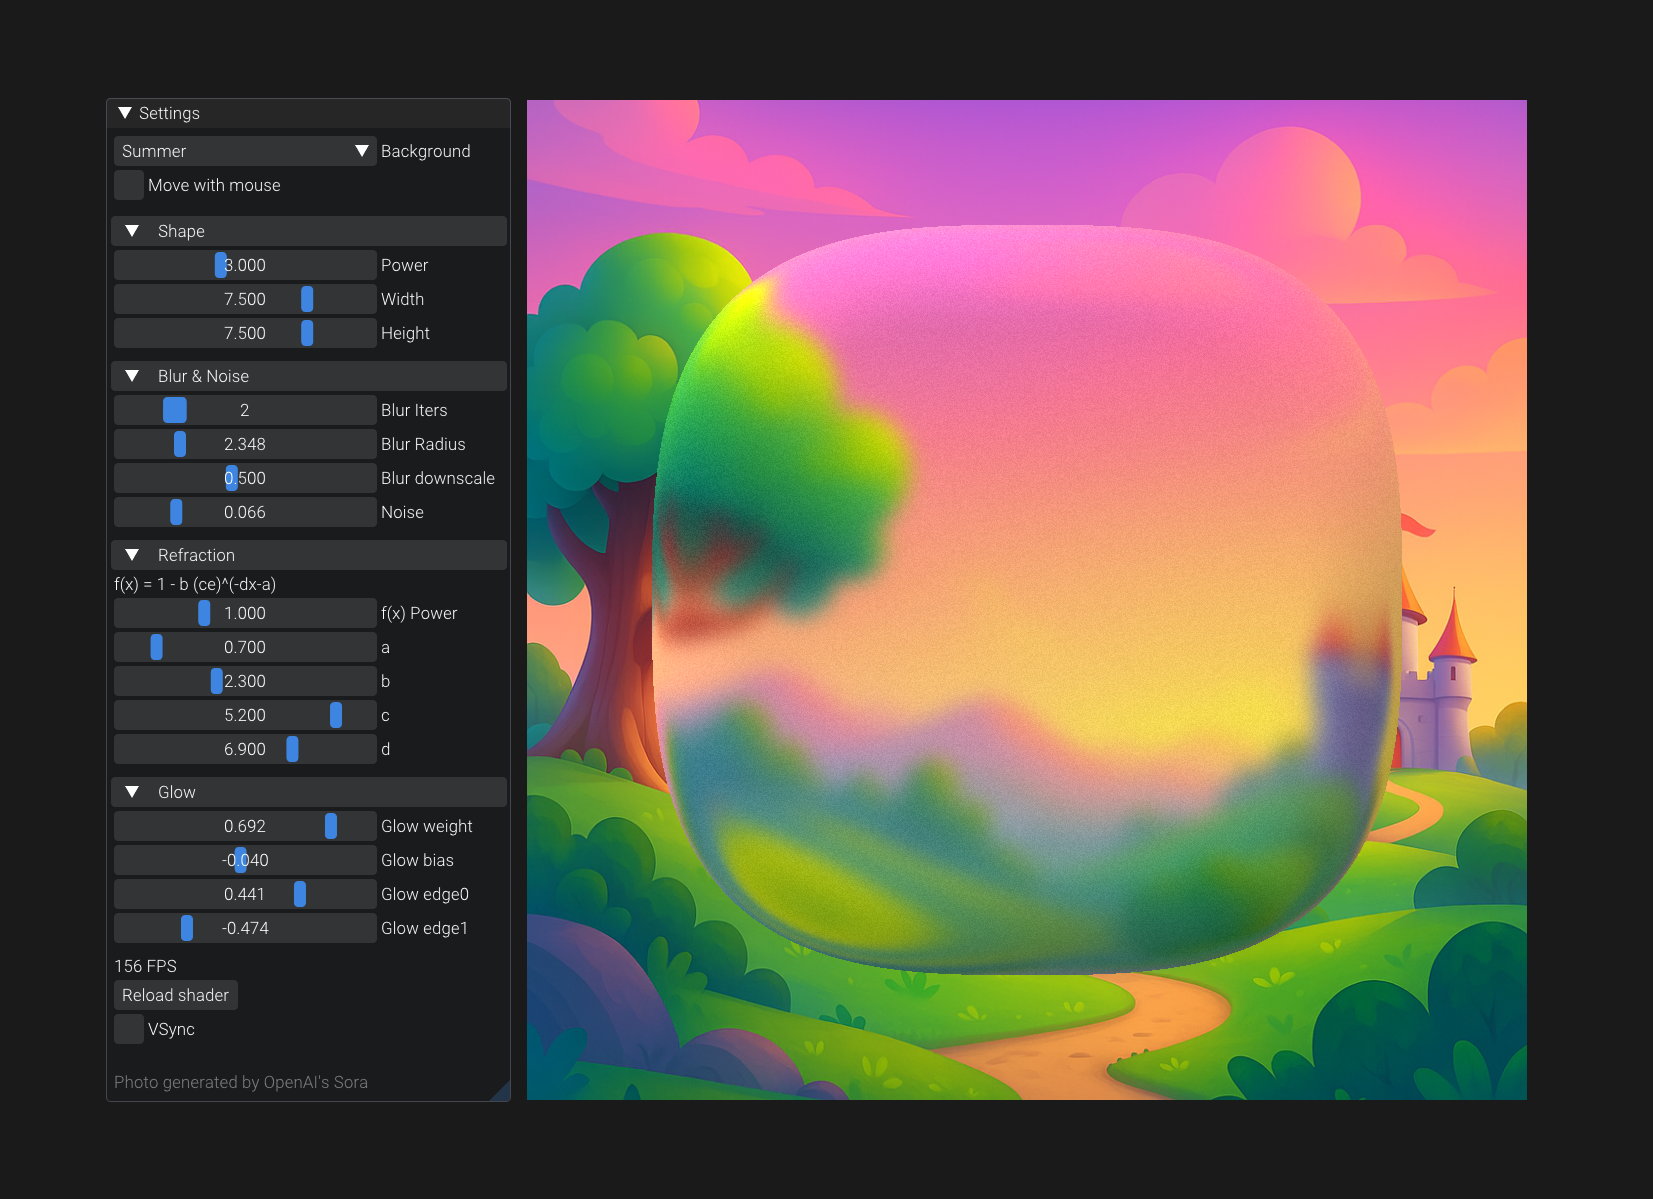 Settings
Summer Background
Move with mouse
Shape
3.000 Power
7.500 Width
7.500 Height
Blur & Noise
2 Blur Iters
2.348 Blur Radius
0.500 Blur downscale
0.066 Noise
Refraction
f(x) = 1 - b (ce)^(-dx-a)
1.000 f(x) Power
0.700 a
2.300 b
5.200 c
6.900 d
Glow
0.692 Glow weight
-0.040 Glow bias
0.441 Glow edge0
-0.474 Glow edge1
156 FPS
Reload shader
VSync
Photo generated by OpenAI's Sora